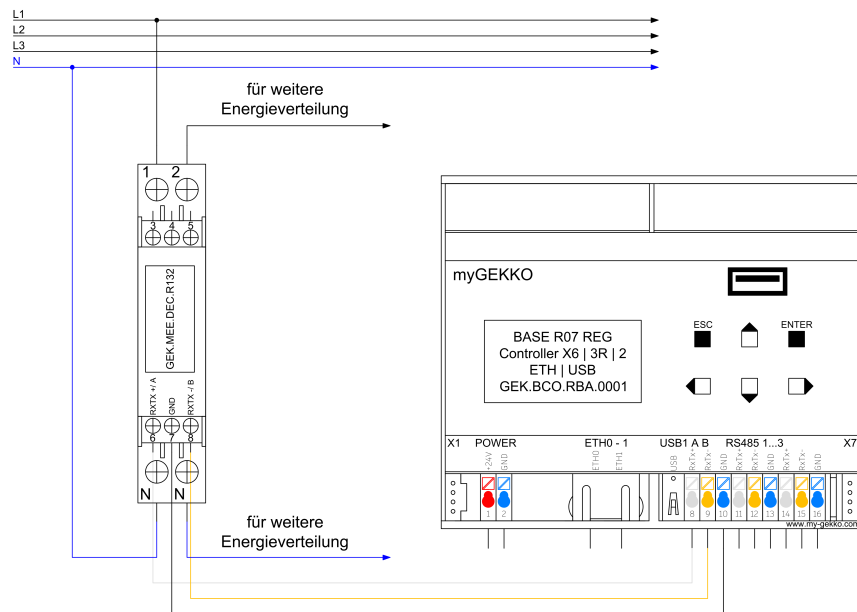 L1
L2
L3
N
für weitere
Energieverteilung
1 2
3 4 5
GEK.MEE.DEC.R132
RXTX +/ A
GND
RXTX -/ B
6 7 8
N N
für weitere
Energieverteilung
myGEKKO
BASE R07 REG
Controller X6 | 3R | 2
ETH | USB
GEK.BCO.RBA.0001
ESC
ENTER
X1 POWER ETH0 - 1 USB1 A B RS485 1...3 X7
+24V
GND
ETH0
ETH1
USB
RxTx+
RxTx-
GND
RxTx+
RxTx-
GND
RxTx+
RxTx-
GND
1 2 8 9 10 11 12 13 14 15 16
www.my-gekko.com